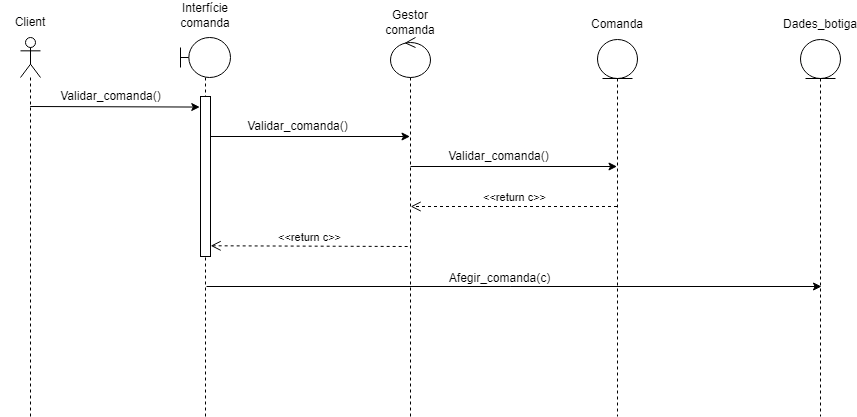 Client
Interfície
comanda
Gestor
comanda
Comanda
Dades_botiga
Validar_comanda()
Validar_comanda()
Validar_comanda()
<<return c>>
<<return c>>
Afegir_comanda(c)